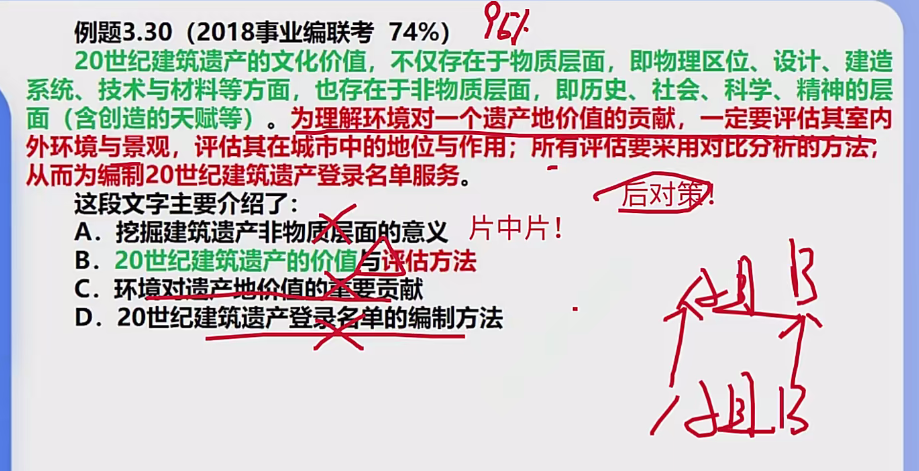 例题3.30（2018事业编联考 74%） 96%
20世纪建筑遗产的文化价值，不仅存在于物质层面，即物理区位、设计、建造
系统、技术与材料等方面，也存在于非物质层面，即历史、社会、科学、精神的层
面（含创造的天赋等）。为理解环境对一个遗产地价值的贡献，一定要评估其室内
外环境与景观，评估其在城市中的地位与作用；所有评估要采用对比分析的方法，
从而为编制20世纪建筑遗产登录名单服务。
后对策！
这段文字主要介绍了：
A．挖掘建筑遗产非物质层面的意义 片中片！
B．20世纪建筑遗产的价值与评估方法
C．环境对遗产地价值的重要贡献
D．20世纪建筑遗产登录名单的编制方法